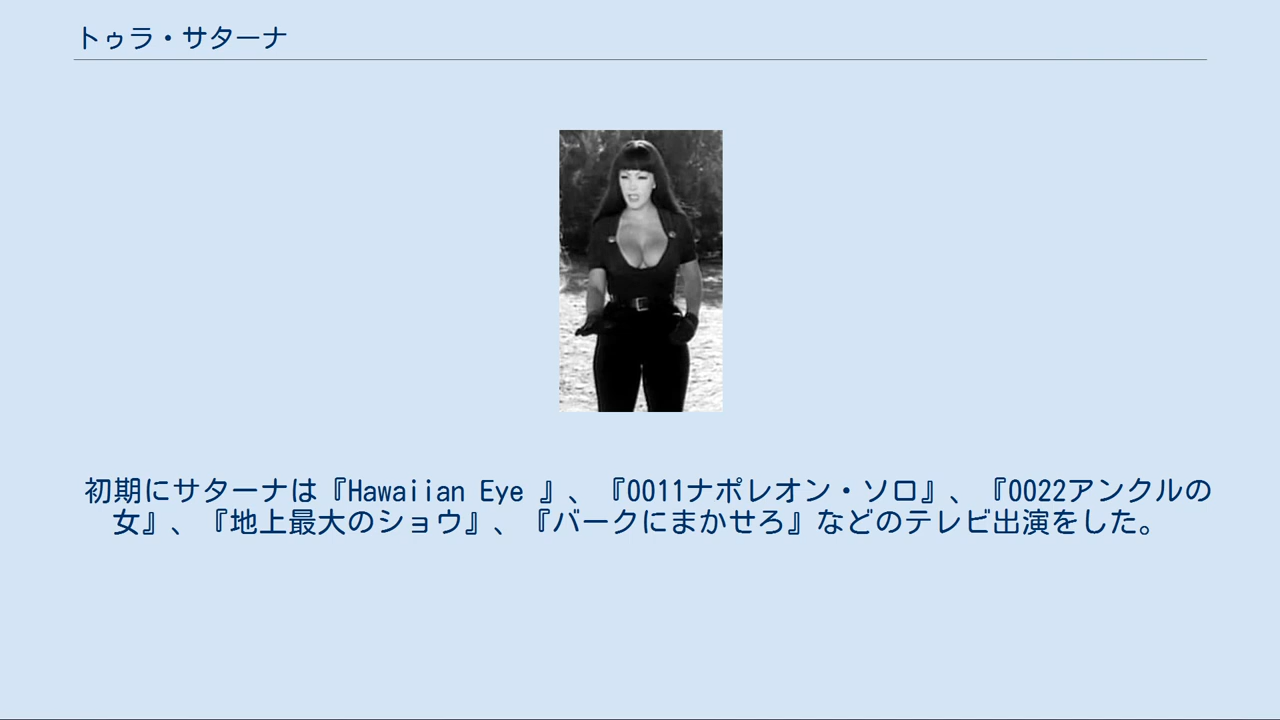 トゥラ・サターナ
初期にサターナは『Hawaiian Eye 』、『0011ナポレオン・ソロ』、『0022アンクルの
女』、『地上最大のショウ』、『バークにまかせろ』などのテレビ出演をした。